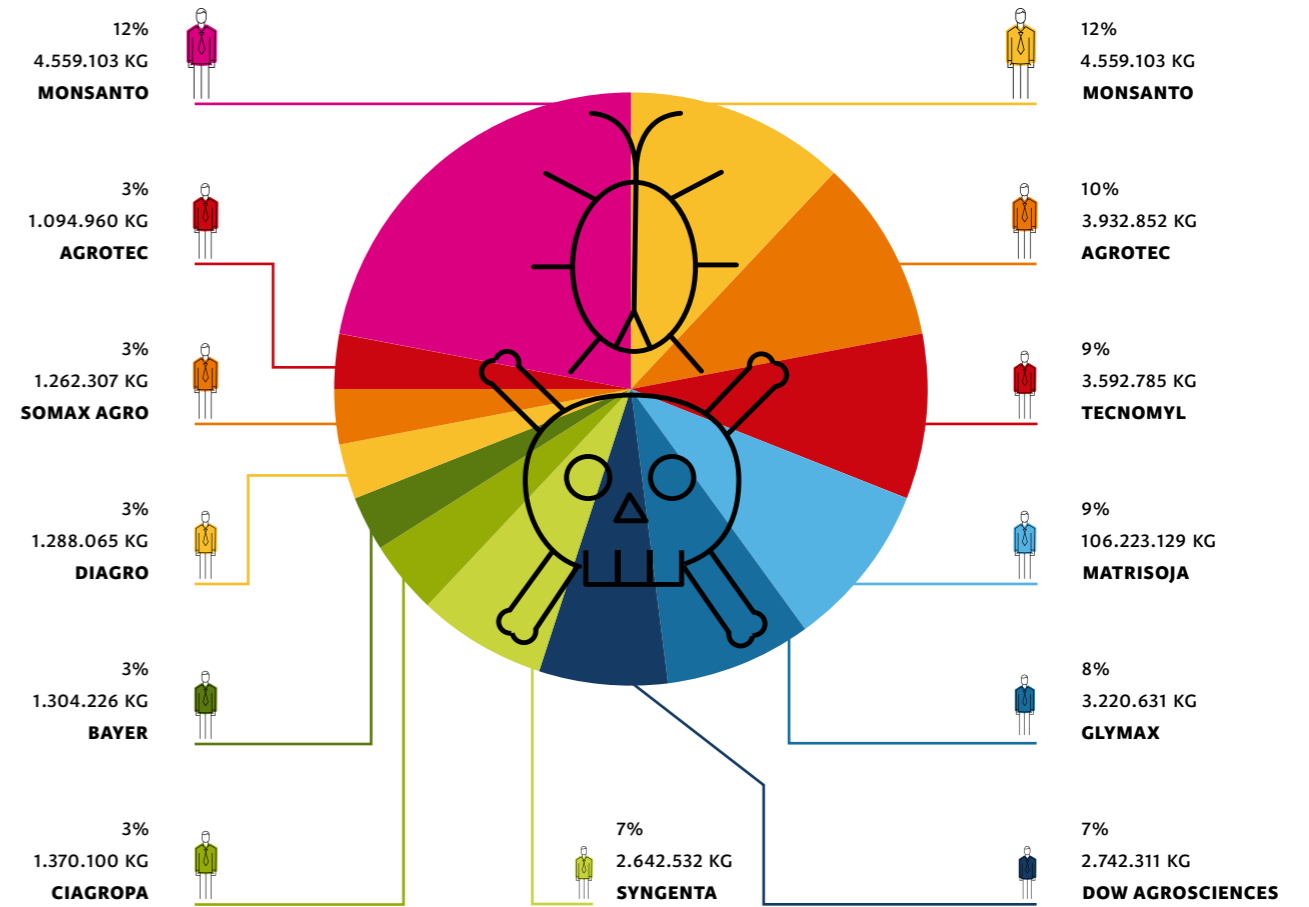 12%
4.559.103 KG
MONSANTO
3%
1.094.960 KG
AGROTEC
3%
1.262.307 KG
SOMAX AGRO
3%
1.288.065 KG
DIAGRO
3%
1.304.226 KG
BAYER
3%
1.370.100 KG
CIAGROPA
7%
2.642.532 KG
SYNGENTA
12%
4.559.103 KG
MONSANTO
10%
3.932.852 KG
AGROTEC
9%
3.592.785 KG
TECNOMYL
9%
106.223.129 KG
MATRISOJA
8%
3.220.631 KG
GLYMAX
7%
2.742.311 KG
DOW AGROSCIENCES